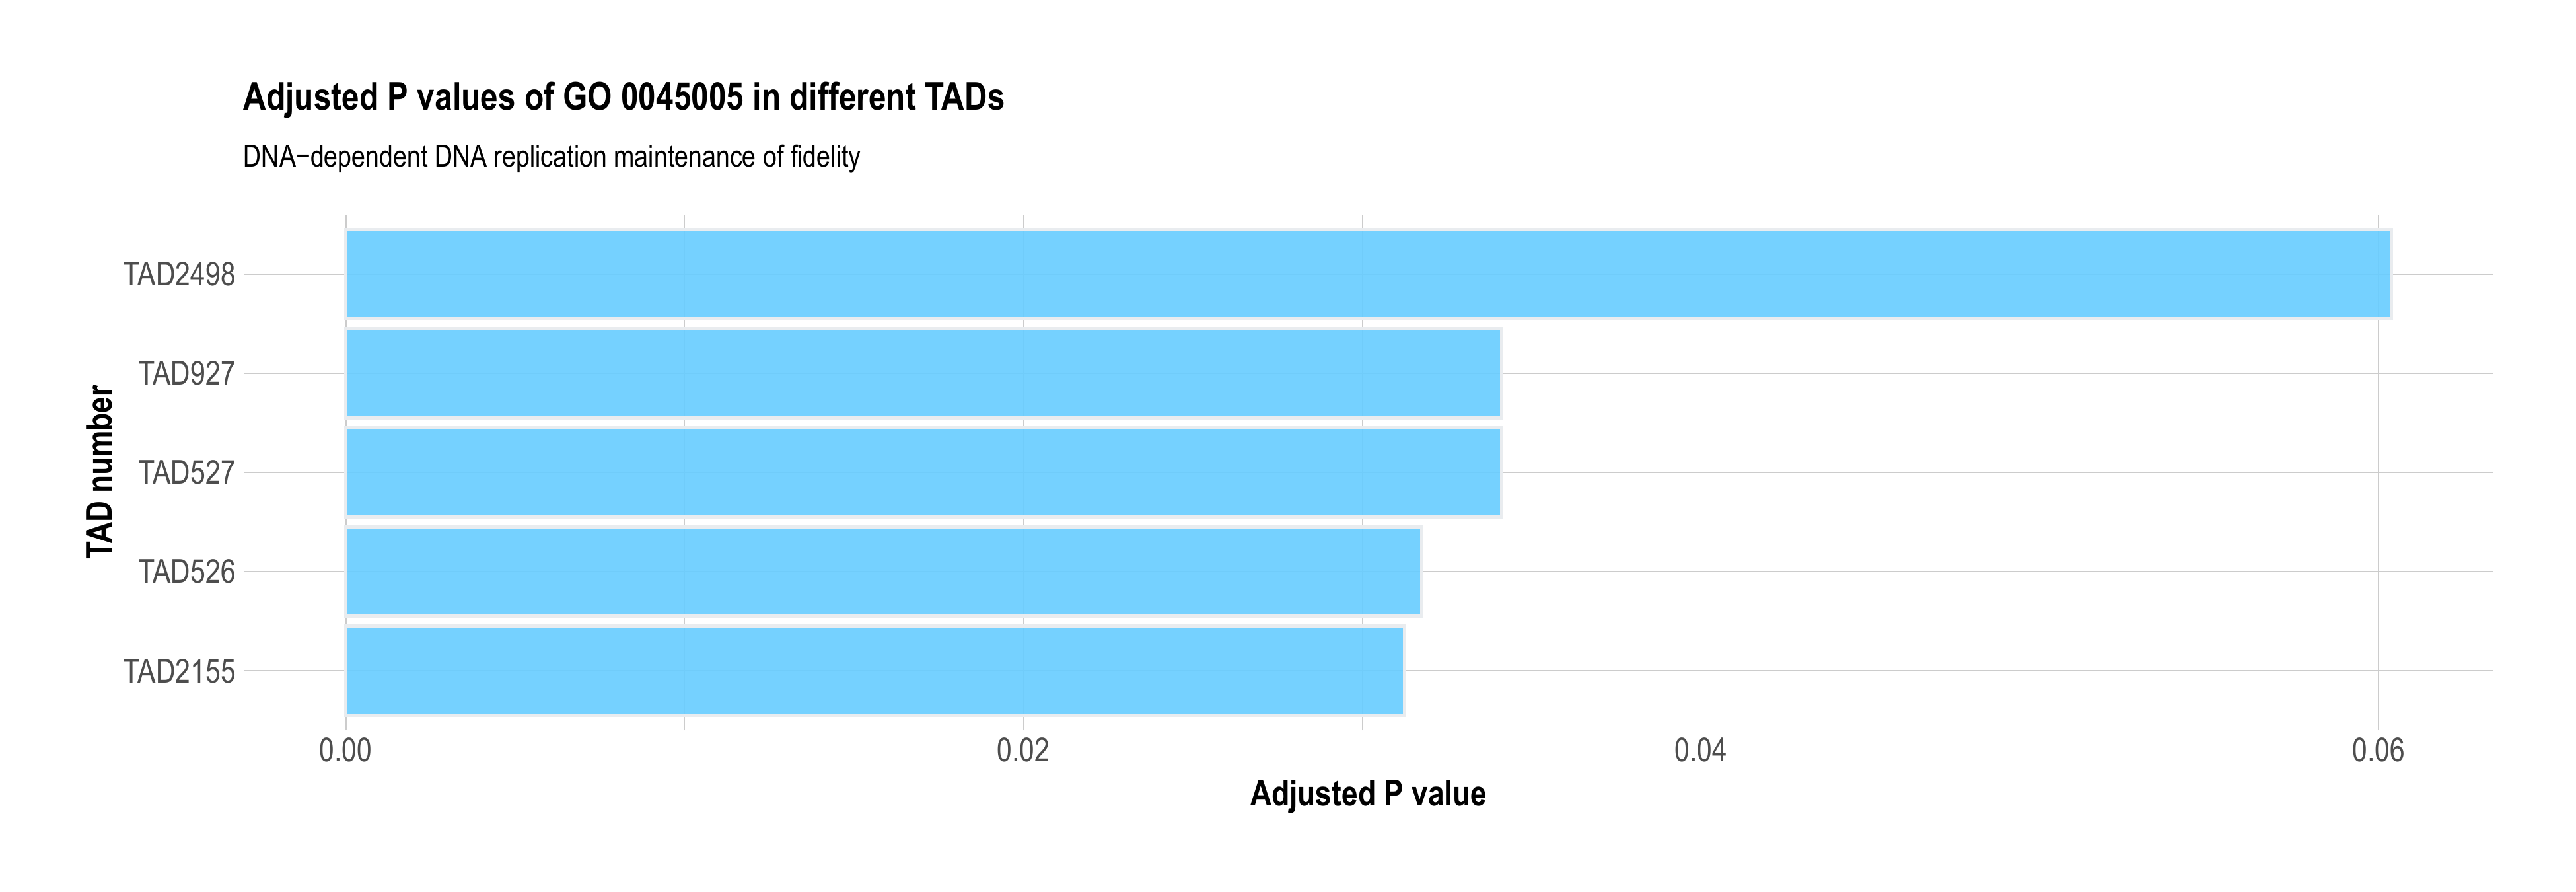 Adjusted P values of GO 0045005 in different TADs
DNA−dependent DNA replication maintenance of fidelity
TAD number
TAD2498
TAD927
TAD527
TAD526
TAD2155
0.00 0.02 0.04 0.06
Adjusted P value